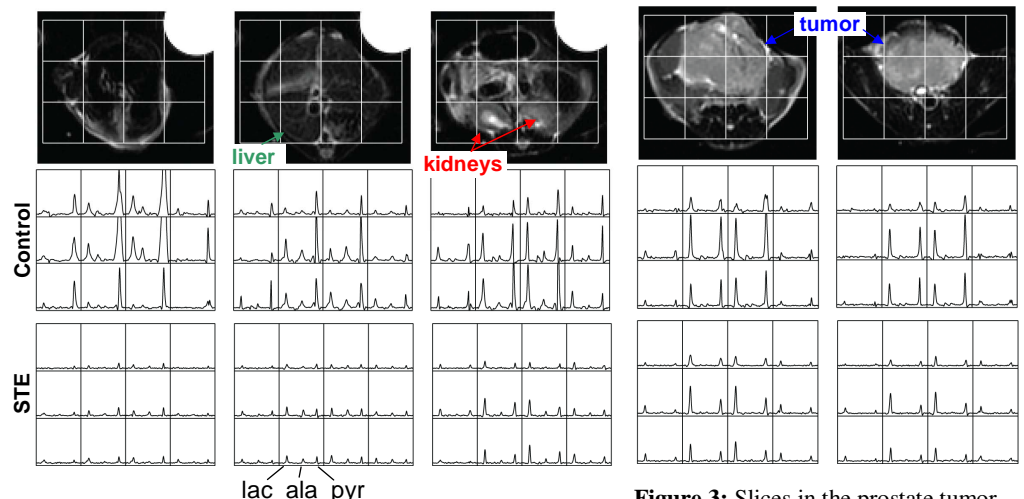 tumor
liver
kidneys
Control
STE
lac ala pyr
Figure 3: Slices in the prostate tumor